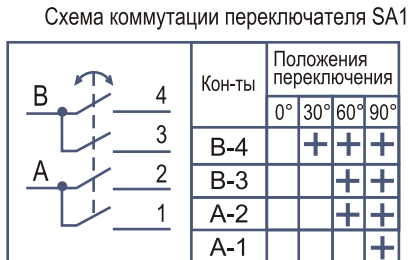 Схема коммутации переключателя SA1
Кон-ты
Положения
переключения
0° 30° 60° 90°
B 4
3
A 2
1
B-4 + + +
B-3 + +
A-2 + +
A-1 +